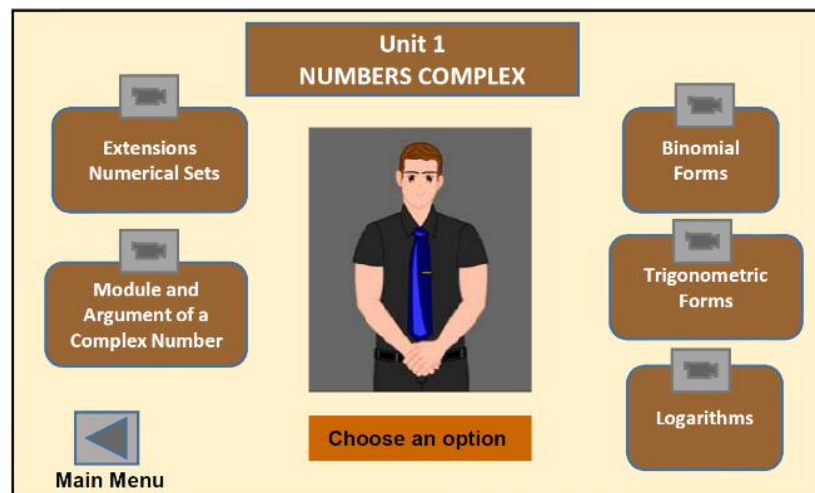 Unit 1
NUMBERS COMPLEX
Extensions
Numerical Sets
Module and
Argument of a
Complex Number
Binomial
Forms
Trigonometric
Forms
Logarithms
Choose an option
Main Menu